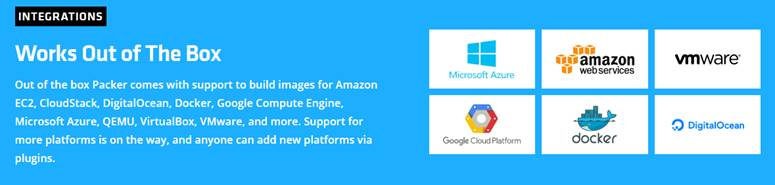 INTEGRATIONS
Works Out of The Box
Out of the box Packer comes with support to build images for Amazon
EC2, CloudStack, DigitalOcean, Docker, Google Compute Engine,
Microsoft Azure, QEMU, VirtualBox, VMware, and more. Support for
more platforms is on the way, and anyone can add new platforms via
plugins.
Microsoft Azure
amazon
webservices
vmware
Google Cloud Platform
docker
DigitalOcean